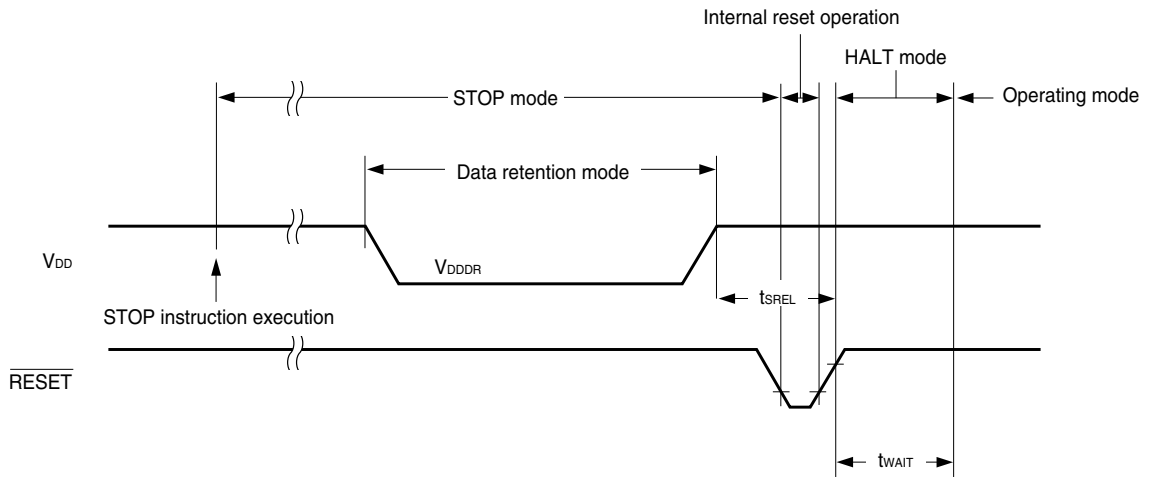 Internal reset operation
HALT mode
STOP mode
Operating mode
Data retention mode
VDD
VDDDR
tSREL
STOP instruction execution
RESET
tWAIT